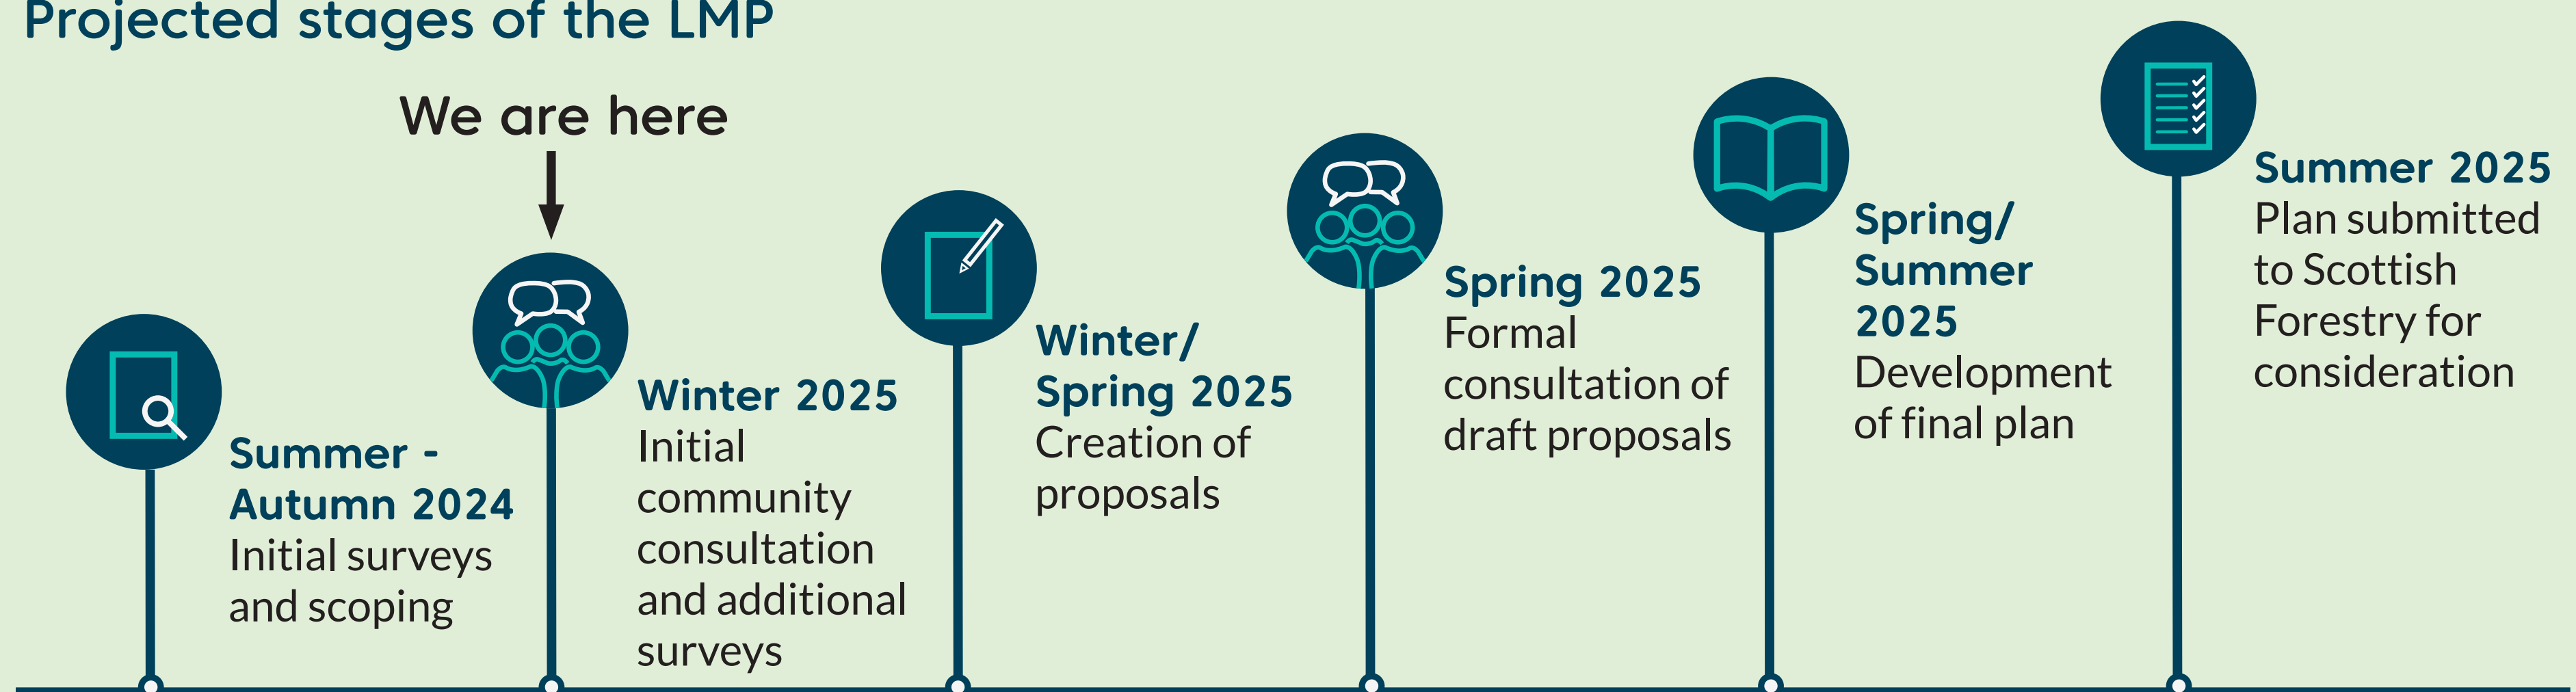 Projected stages of the LMP
We are here
Summer -
Autumn 2024
Initial surveys
and scoping
Winter 2025
Initial
community
consultation
and additional
surveys
Winter/
Spring 2025
Creation of
proposals
Spring 2025
Formal
consultation of
draft proposals
Spring/
Summer
2025
Development
of final plan
Summer 2025
Plan submitted
to Scottish
Forestry for
consideration